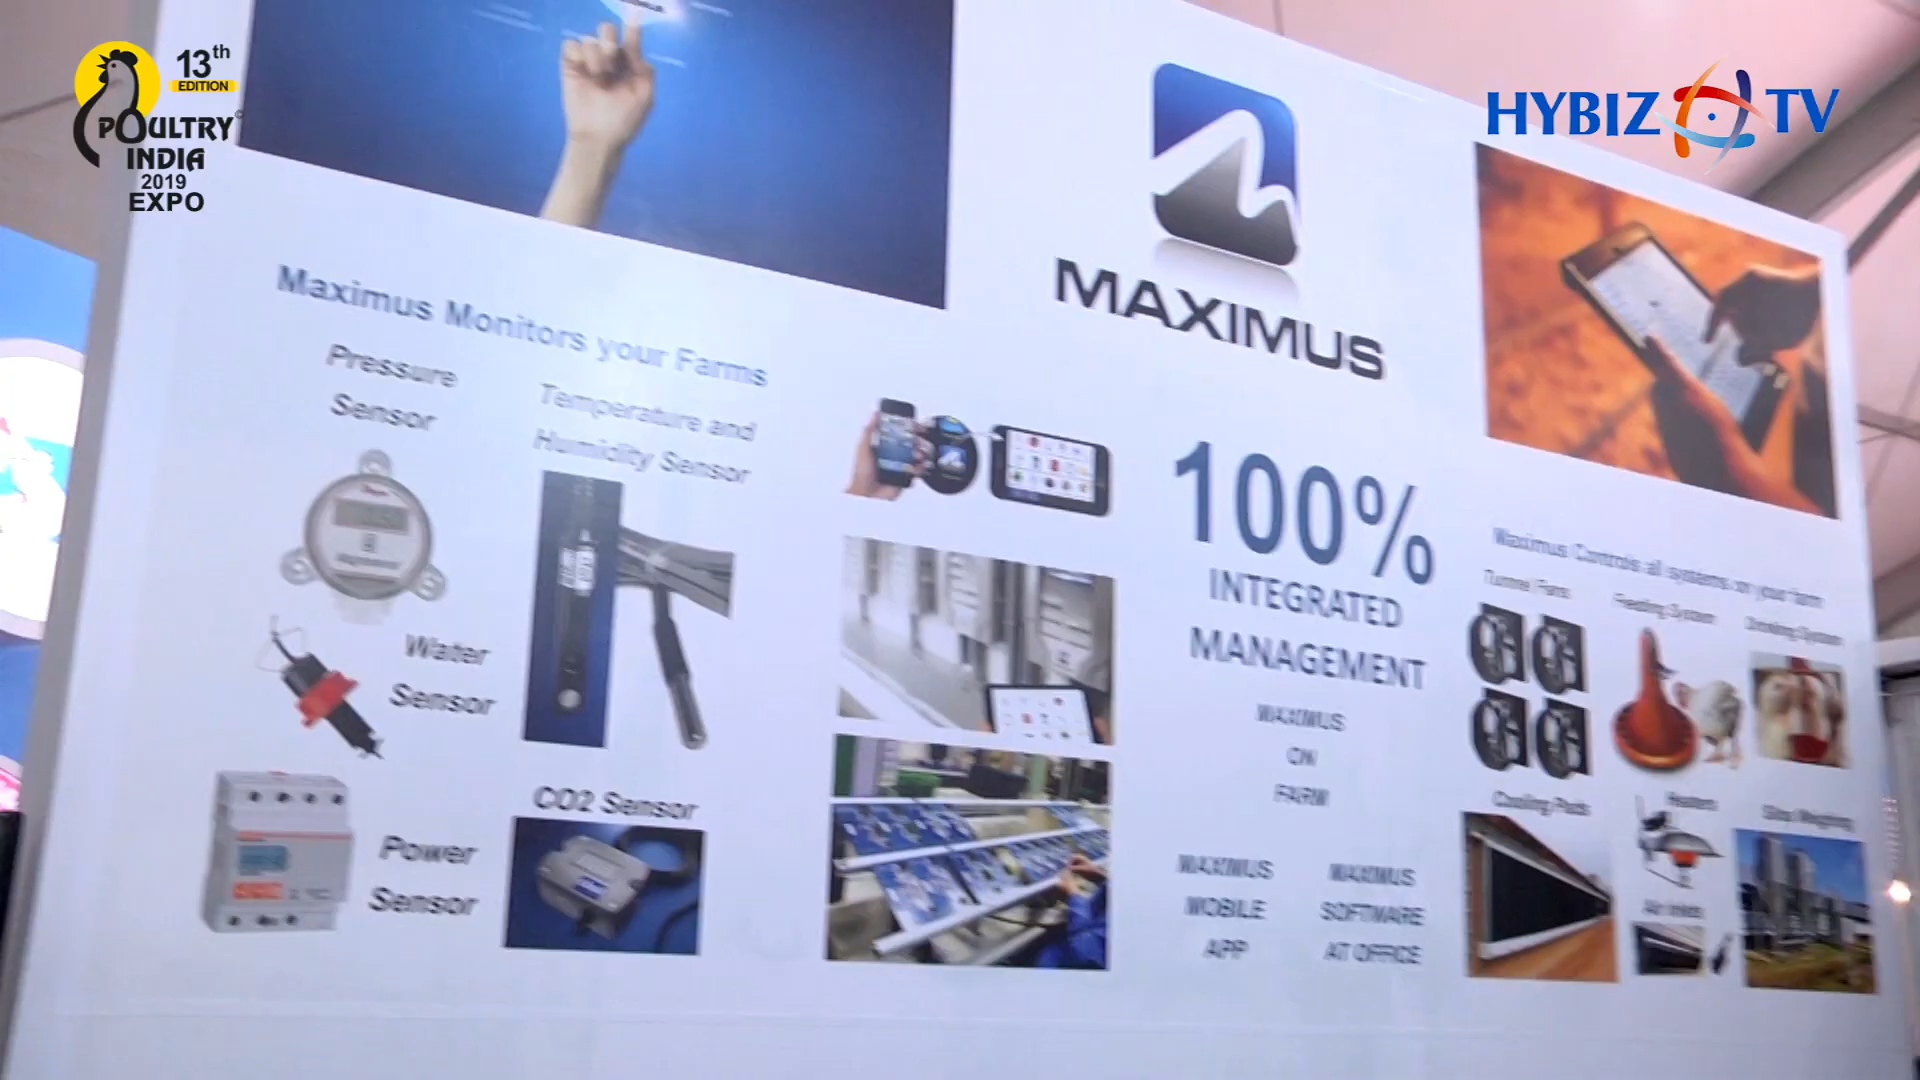 13th
EDITION
POULTRY
INDIA
2019
EXPO
HYBIZ TV
MAXIMUS
Maximus Monitors your Farms
Pressure
Sensor
Temperature and
Humidity Sensor
Water
Sensor
Power
Sensor
CO2 Sensor
100%
INTEGRATED
MANAGEMENT
MAXIMUS
ON
FARM
MAXIMUS
MOBILE
APP
MAXIMUS
SOFTWARE
AT OFFICE
Maximus Controls all systems on your farm
Tunnel Fans
Feeding System
Drinking System
Cooling Pads
Heaters
Air Inlets
Silos Weighing